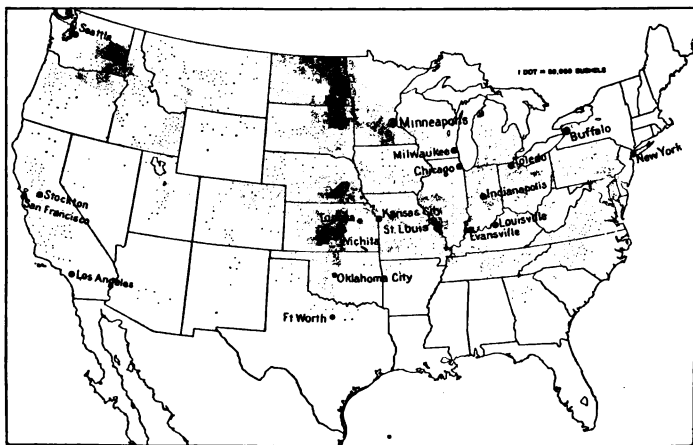 Seattle
1 DOT = 50,000 BUSHELS
Minneapolis
Buffalo
Milwaukee
Chicago
Toledo
New York
Indianapolis
Stockton
San Francisco
Kansas City
St. Louis
Louisville
Evansville
Wichita
Los Angeles
Oklahoma City
Ft Worth